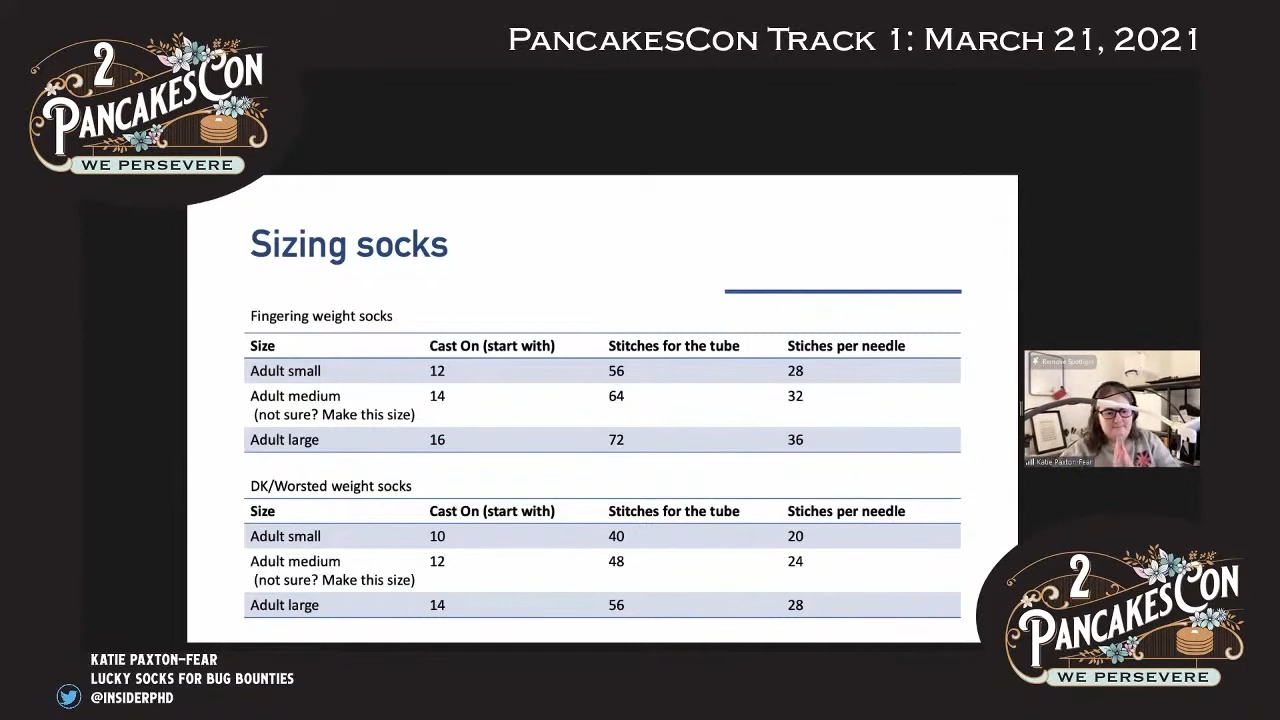 PANCAKESCON TRACK 1: MARCH 21, 2021
2
PANCAKESCON
WE PERSEVERE
Sizing socks
Fingering weight socks
Size Cast On (start with) Stitches for the tube Stiches per needle
Adult small 12 56 28
Adult medium 14 64 32
(not sure? Make this size)
Adult large 16 72 36
DK/Worsted weight socks
Size Cast On (start with) Stitches for the tube Stiches per needle
Adult small 10 40 20
Adult medium 12 48 24
(not sure? Make this size)
Adult large 14 56 28
Remove Spotlight
Katie Paxton-Fear
KATIE PAXTON-FEAR
LUCKY SOCKS FOR BUG BOUNTIES
@INSIDERPHD
2
PANCAKESCON
WE PERSEVERE